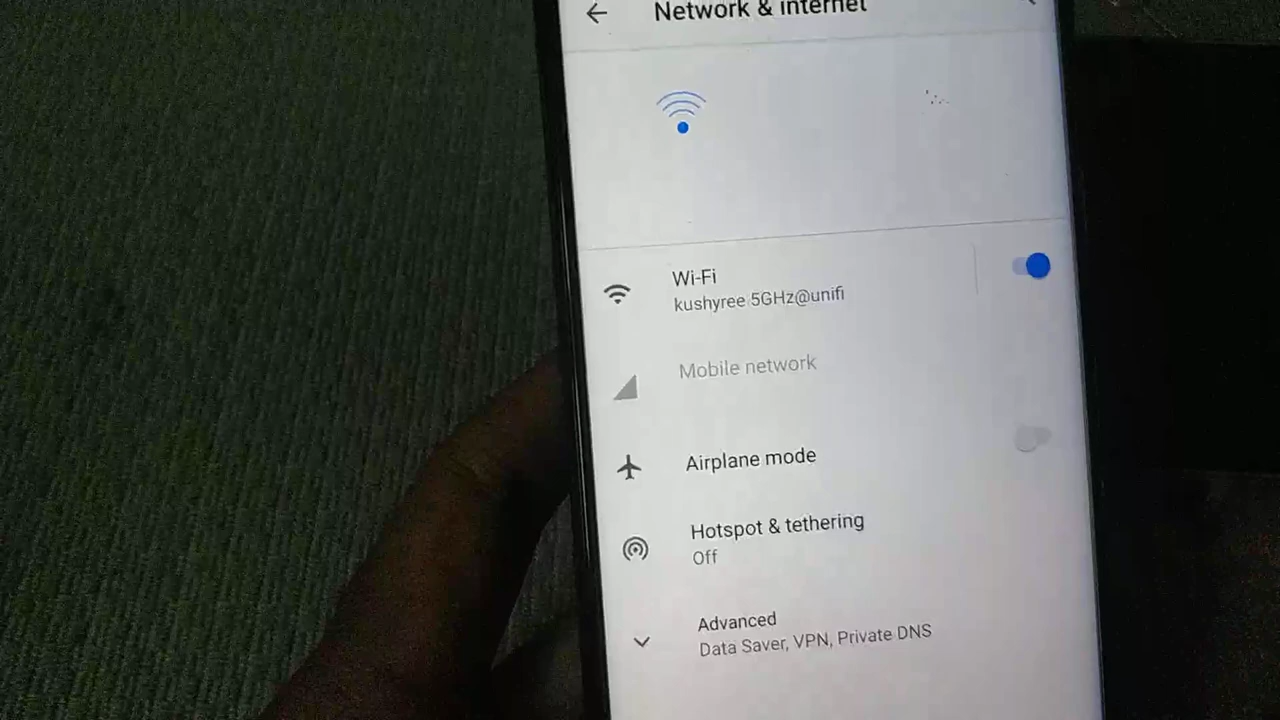 Network & internet
Wi-Fi
kushyree 5GHz@unifi
Mobile network
Airplane mode
Hotspot & tethering
Off
Advanced
Data Saver, VPN, Private DNS